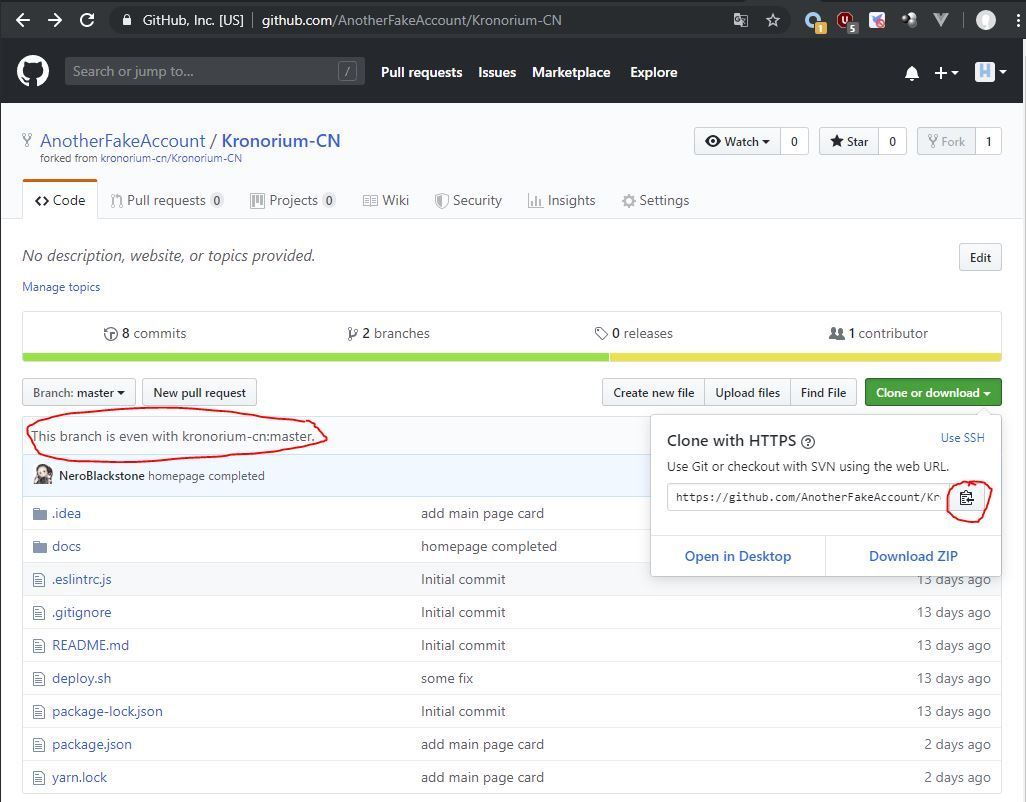 GitHub, Inc. [US] github.com/AnotherFakeAccount/Kronorium-CN 1 5
Search or jump to... / Pull requests Issues Marketplace Explore H
AnotherFakeAccount / Kronorium-CN Watch 0 Star 0 Fork 1
forked from kronorium-cn/Kronorium-CN
Code Pull requests 0 Projects 0 Wiki Security Insights Settings
No description, website, or topics provided. Edit
Manage topics
8 commits 2 branches 0 releases 1 contributor
Branch: master New pull request Create new file Upload files Find File Clone or download
This branch is even with kronorium-cn:master.
Clone with HTTPS ? Use SSH
Use Git or checkout with SVN using the web URL.
https://github.com/AnotherFakeAccount/Kr
Open in Desktop Download ZIP
NeroBlackstone homepage completed
.idea add main page card
docs homepage completed
.eslintrc.js Initial commit 13 days ago
.gitignore Initial commit 13 days ago
README.md Initial commit 13 days ago
deploy.sh some fix 13 days ago
package-lock.json Initial commit 13 days ago
package.json add main page card 2 days ago
yarn.lock add main page card 2 days ago